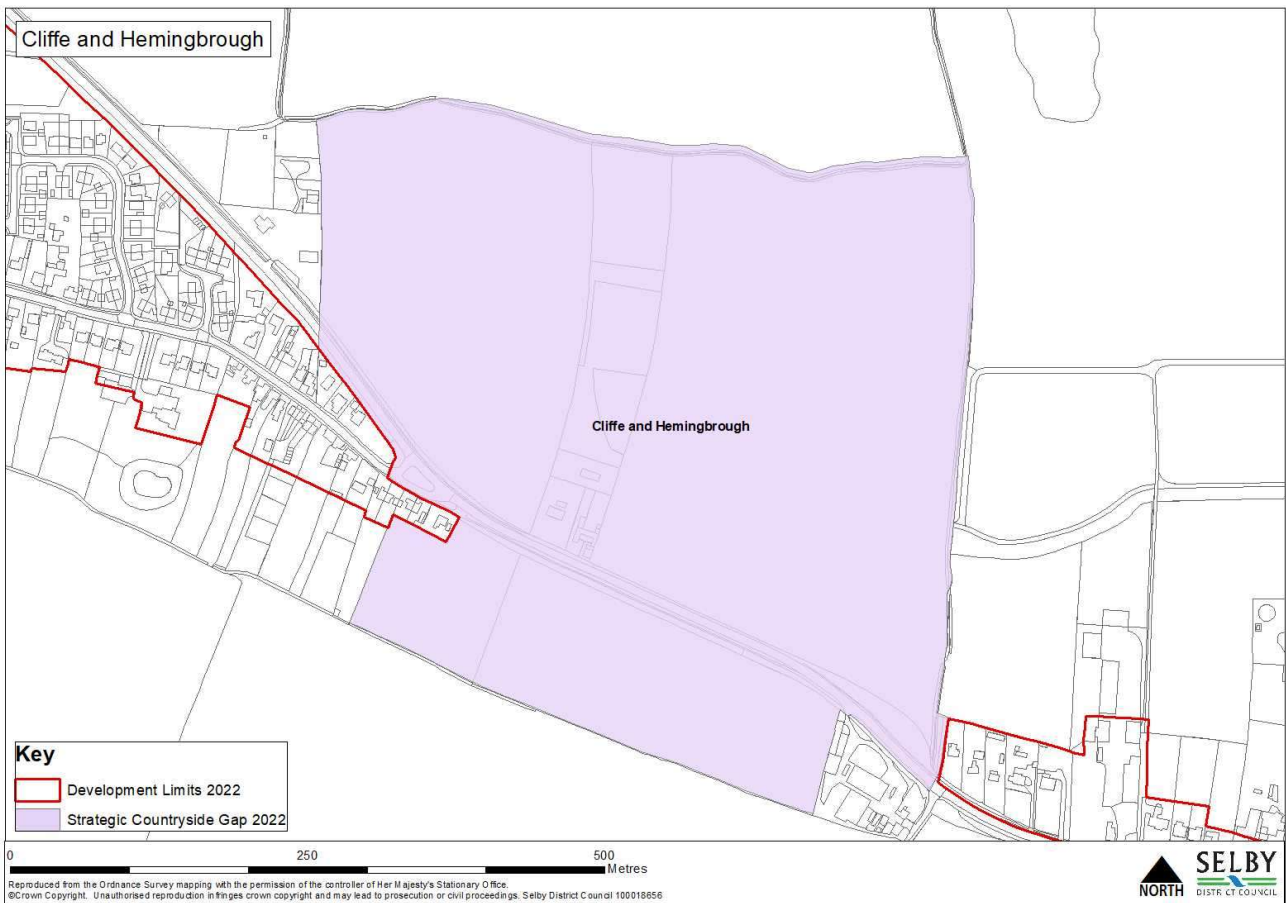 Cliffe and Hemingbrough
Cliffe and Hemingbrough
Key
Development Limits 2022
Strategic Countryside Gap 2022
0 250 500
Metres
Reproduced from the Ordnance Survey mapping with the permission of the controller of Her Majesty's Stationary Office.
©Crown Copyright. Unauthorised reproduction infringes crown copyright and may lead to prosecution or civil proceedings. Selby District Council 100018656
NORTH
SELBY
DISTRICT COUNCIL